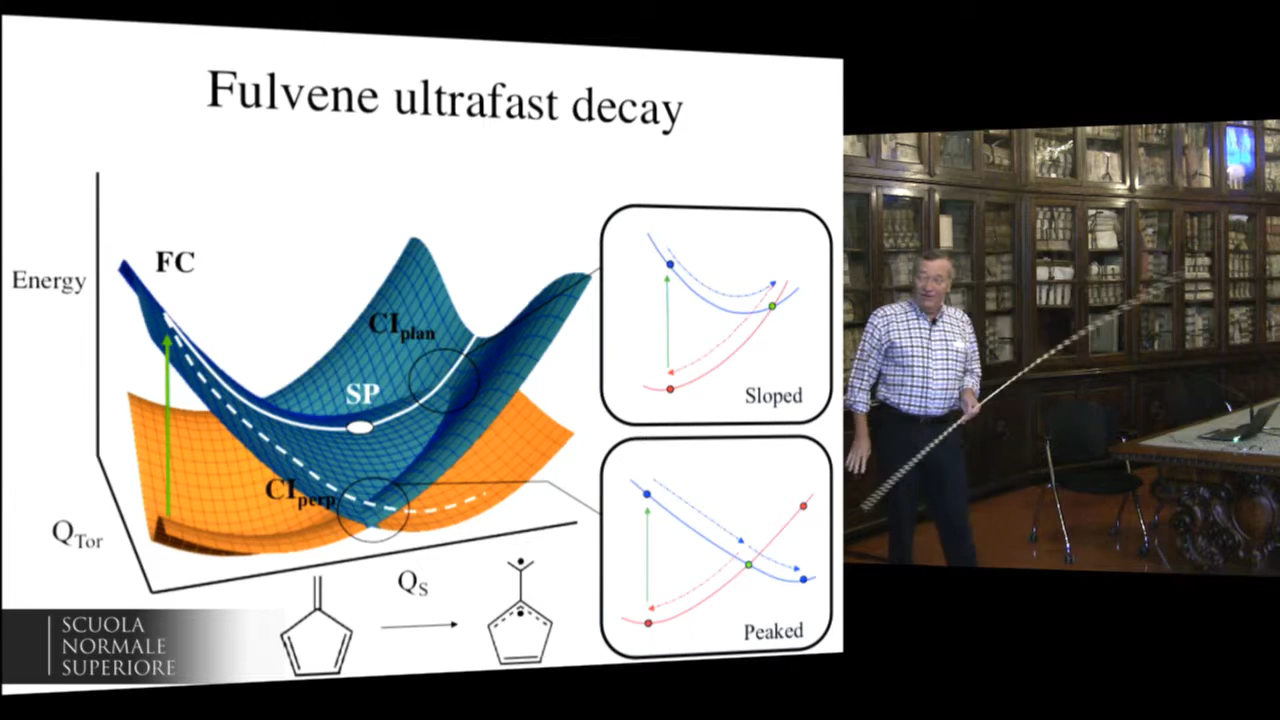 Fulvene ultrafast decay
Energy
FC
CIplan
SP
CIperp
QTor
QS
Sloped
Peaked
SCUOLA
NORMALE
SUPERIORE